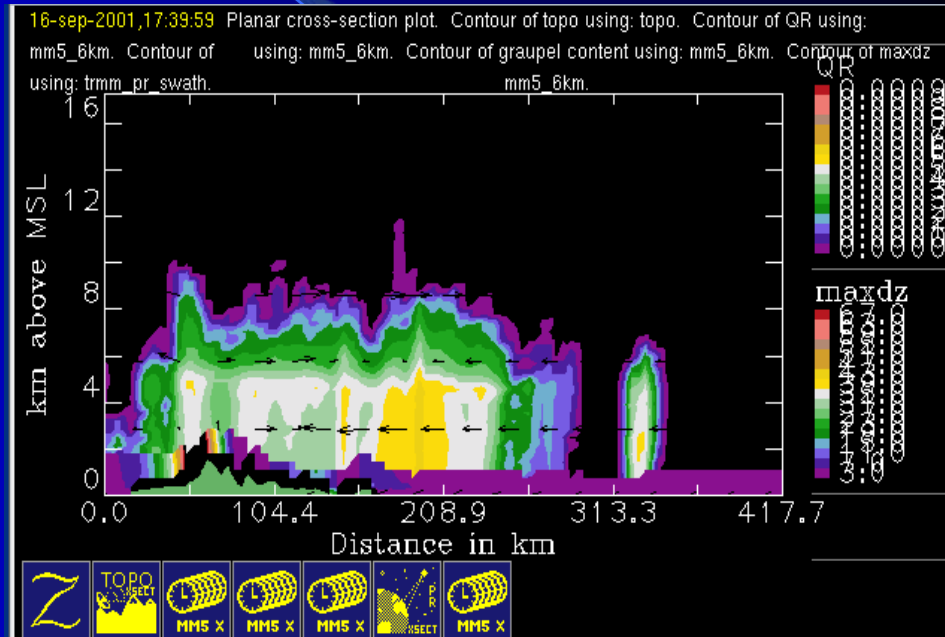 16-sep-2001,17:39:59 Planar cross-section plot. Contour of topo using: topo. Contour of QR using:
mm5_6km. Contour of using: mm5_6km. Contour of graupel content using: mm5_6km. Contour of maxdz
using: trmm_pr_swath. mm5_6km.
QR
16
12
8
4
0
km above MSL
maxdz
3.0
0.0 104.4 208.9 313.3 417.7
Distance in km
Z
TOPO
XSECT
MM5 X
MM5 X
MM5 X
PR
XSECT
MM5 X